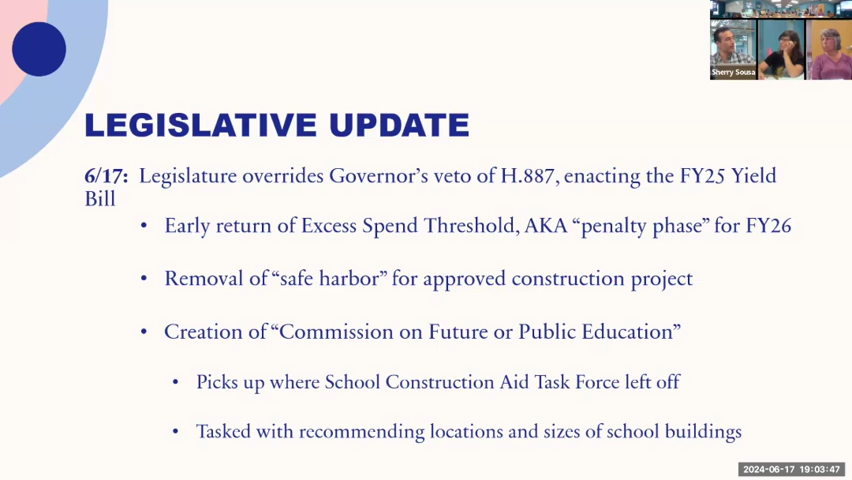 Sherry Sousa
LEGISLATIVE UPDATE
6/17: Legislature overrides Governor's veto of H.887, enacting the FY25 Yield
Bill
• Early return of Excess Spend Threshold, AKA "penalty phase" for FY26
• Removal of "safe harbor" for approved construction project
• Creation of "Commission on Future or Public Education"
• Picks up where School Construction Aid Task Force left off
• Tasked with recommending locations and sizes of school buildings
2024-06-17 19:03:47